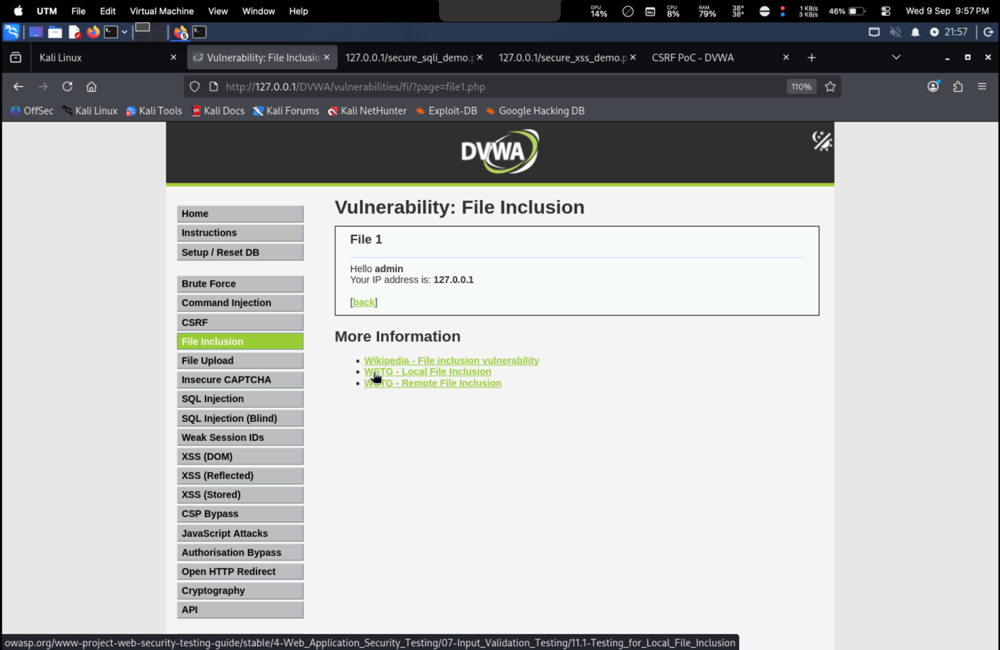 UTM File Edit Virtual Machine View Window Help GPU 14% CPU 8% RAM 79% 38° 38° 1 KB/s 3 KB/s 46% Wed 9 Sep 9:57 PM
5 21:57
Kali Linux Vulnerability: File Inclusio 127.0.0.1/secure_sqli_demo.p 127.0.0.1/secure_xss_demo.p CSRF PoC - DVWA
http://127.0.0.1/DVWA/vulnerabilities/fi/?page=file1.php 110%
OffSec Kali Linux Kali Tools Kali Docs Kali Forums Kali NetHunter Exploit-DB Google Hacking DB
DVWA
Home
Instructions
Setup / Reset DB
Brute Force
Command Injection
CSRF
File Inclusion
File Upload
Insecure CAPTCHA
SQL Injection
SQL Injection (Blind)
Weak Session IDs
XSS (DOM)
XSS (Reflected)
XSS (Stored)
CSP Bypass
JavaScript Attacks
Authorisation Bypass
Open HTTP Redirect
Cryptography
API
Vulnerability: File Inclusion
File 1
Hello admin
Your IP address is: 127.0.0.1
[back]
More Information
Wikipedia - File inclusion vulnerability
WSTG - Local File Inclusion
WSTG - Remote File Inclusion
owasp.org/www-project-web-security-testing-guide/stable/4-Web_Application_Security_Testing/07-Input_Validation_Testing/11.1-Testing_for_Local_File_Inclusion